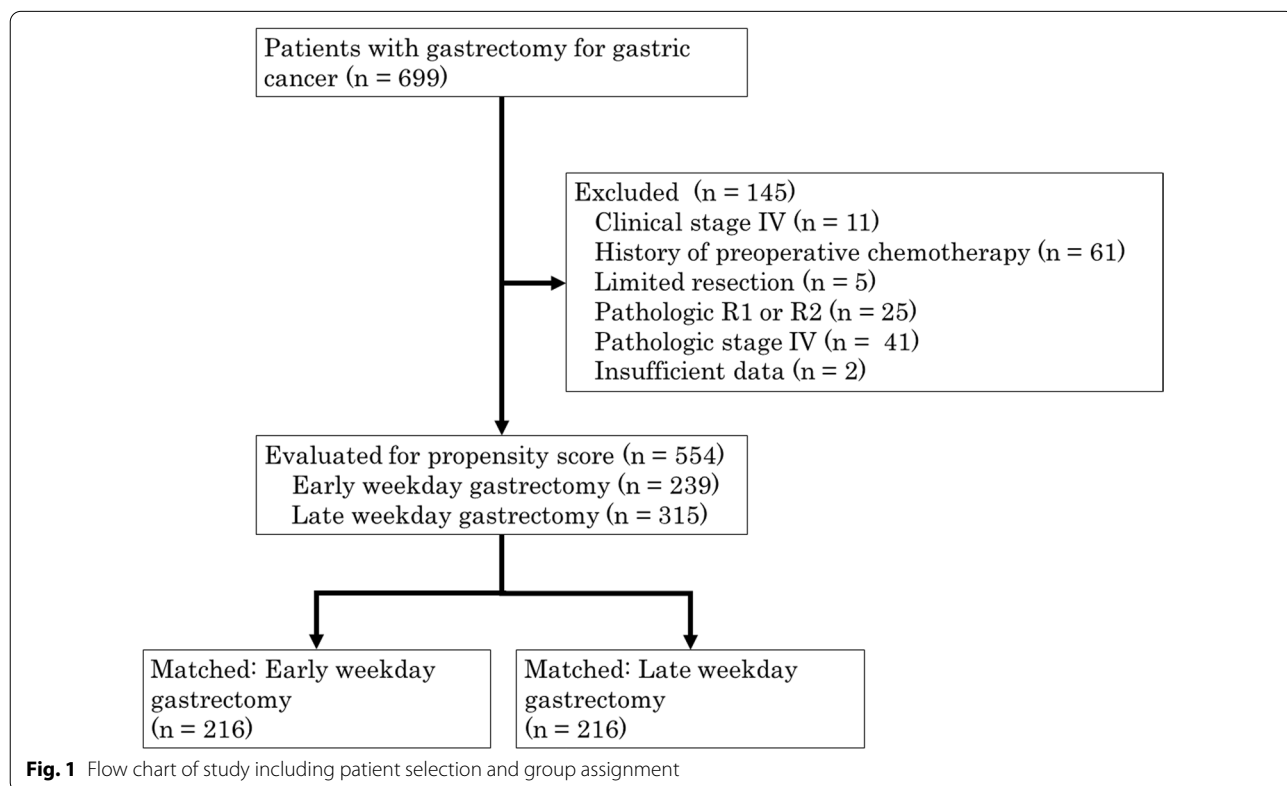 Patients with gastrectomy for gastric
cancer (n = 699)
Excluded (n = 145)
Clinical stage IV (n = 11)
History of preoperative chemotherapy (n = 61)
Limited resection (n = 5)
Pathologic R1 or R2 (n = 25)
Pathologic stage IV (n = 41)
Insufficient data (n = 2)
Evaluated for propensity score (n = 554)
Early weekday gastrectomy (n = 239)
Late weekday gastrectomy (n = 315)
Matched: Early weekday
gastrectomy
(n = 216)
Matched: Late weekday
gastrectomy
(n = 216)
Fig. 1 Flow chart of study including patient selection and group assignment